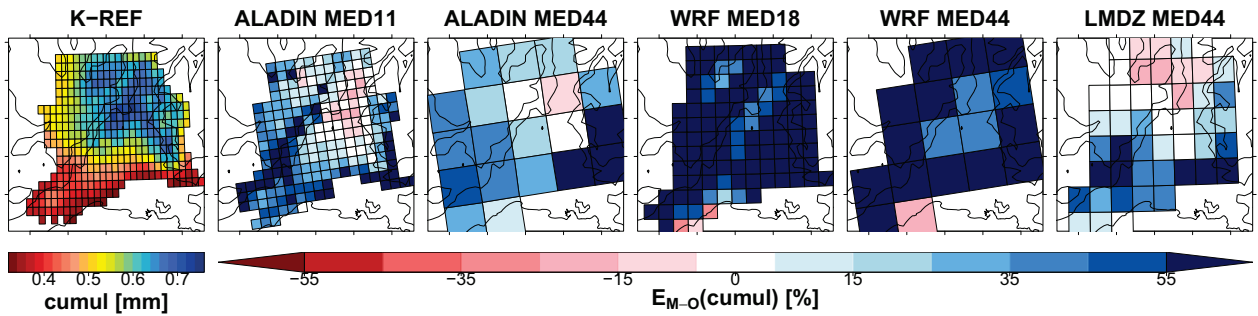 K-REF ALADIN MED11 ALADIN MED44 WRF MED18 WRF MED44 LMDZ MED44
0.4 0.5 0.6 0.7 −55 −35 −15 0 15 35 55
cumul [mm] E_M−O(cumul) [%]